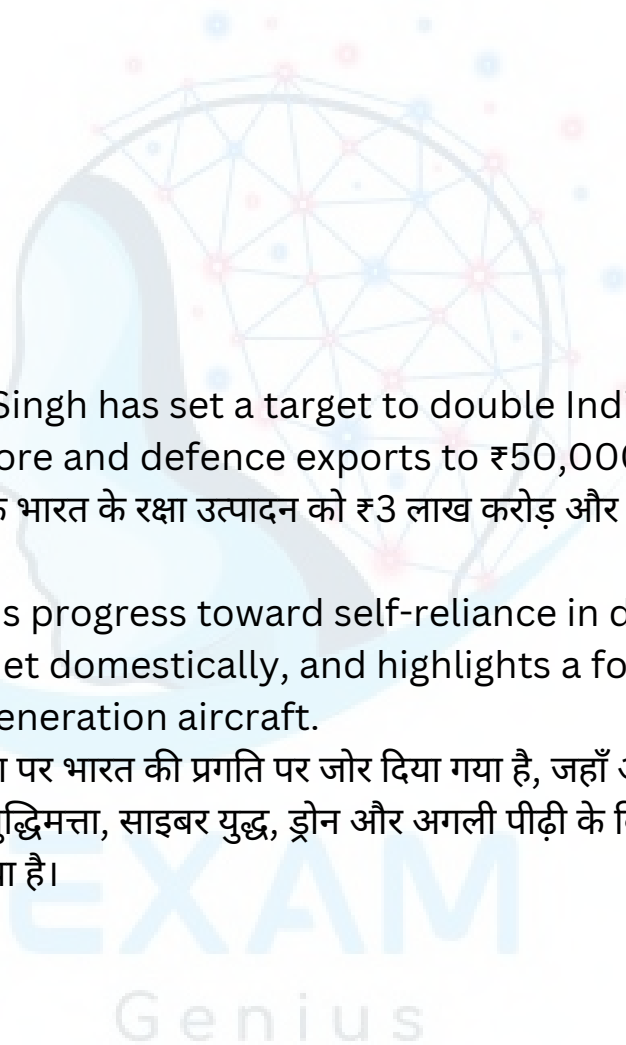 Singh has set a target to double Ind
ore and defence exports to ₹50,000
भारत के रक्षा उत्पादन को ₹3 लाख करोड़ और
s progress toward self-reliance in d
et domestically, and highlights a fo
eneration aircraft.
पर भारत की प्रगति पर जोर दिया गया है, जहाँ
द्धिमत्ता, साइबर युद्ध, ड्रोन और अगली पीढ़ी के
है।
EXAM
Genius